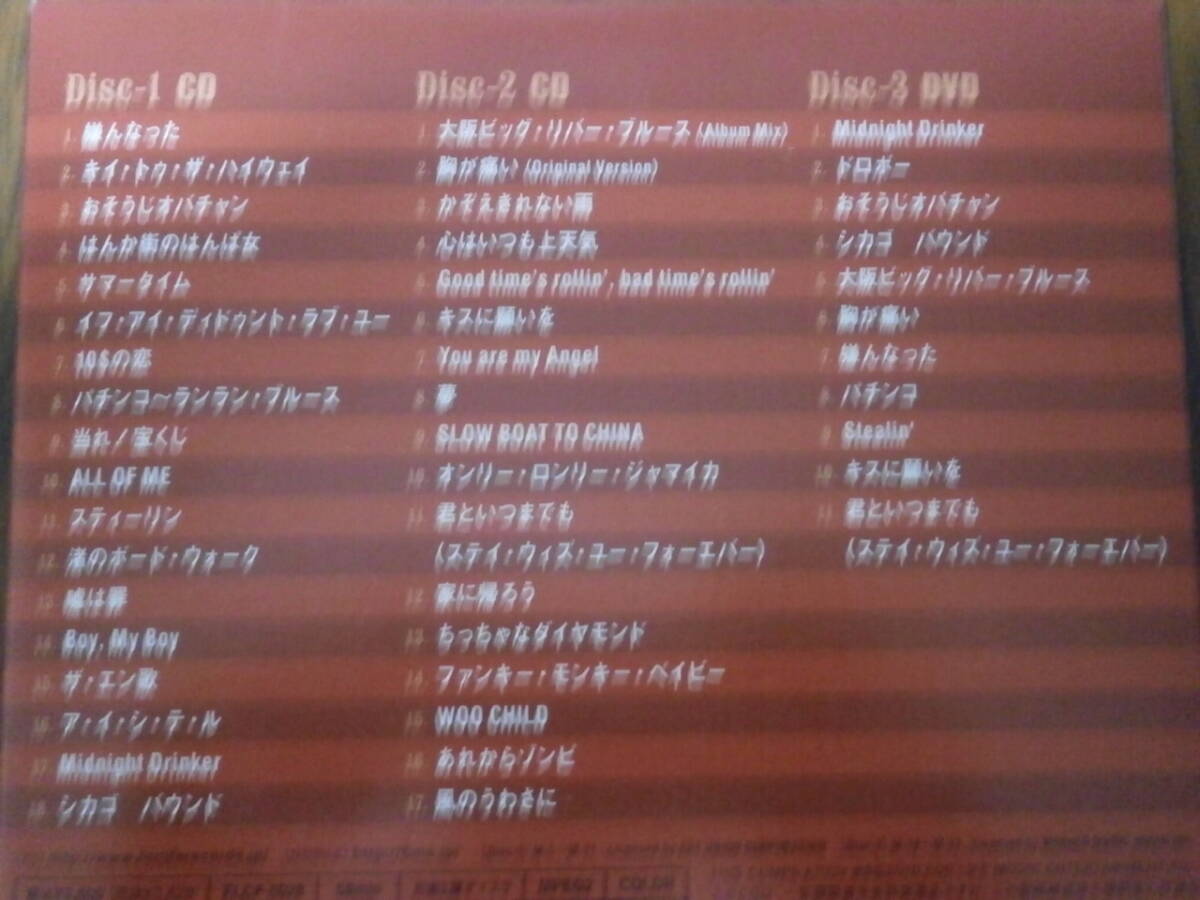 Disc-1 CD
1. 嫌んなった
2. キイ・トゥ・ザ・ハイウェイ
3. おそうじオバチャン
4. はんか街のはんぱ女
5. サマータイム
6. イフ・アイ・ディドゥント・ラブ・ユー
7. 10$の恋
8. パチンコ〜ランラン・ブルース
9. 当れ！宝くじ
10. ALL OF ME
11. スティーリン
12. 渚のボード・ウォーク
13. 嘘は罪
14. Boy, My Boy
15. ザ・エン歌
16. ア・イ・シ・テ・ル
17. Midnight Drinker
18. シカゴ　バウンド
Disc-2 CD
1. 大阪ビッグ・リバー・ブルース (Album Mix)
2. 胸が痛い (Original Version)
3. かぞえきれない雨
4. 心はいつも上天気
5. Good time's rollin', bad time's rollin'
6. キスに願いを
7. You are my Angel
8. 夢
9. SLOW BOAT TO CHINA
10. オンリー・ロンリー・ジャマイカ
11. 君といつまでも
(ステイ・ウィズ・ユー・フォーエバー)
12. 家に帰ろう
13. ちっちゃなダイヤモンド
14. ファンキー・モンキー・ベイビー
15. WOO CHILD
16. あれからゾンビ
17. 風のうわさに
Disc-3 DVD
1. Midnight Drinker
2. ドロボー
3. おそうじオバチャン
4. シカゴ　バウンド
5. 大阪ビッグ・リバー・ブルース
6. 胸が痛い
7. 嫌んなった
8. パチンコ
9. Stealin'
10. キスに願いを
11. 君といつまでも
(ステイ・ウィズ・ユー・フォーエバー)
COLOR